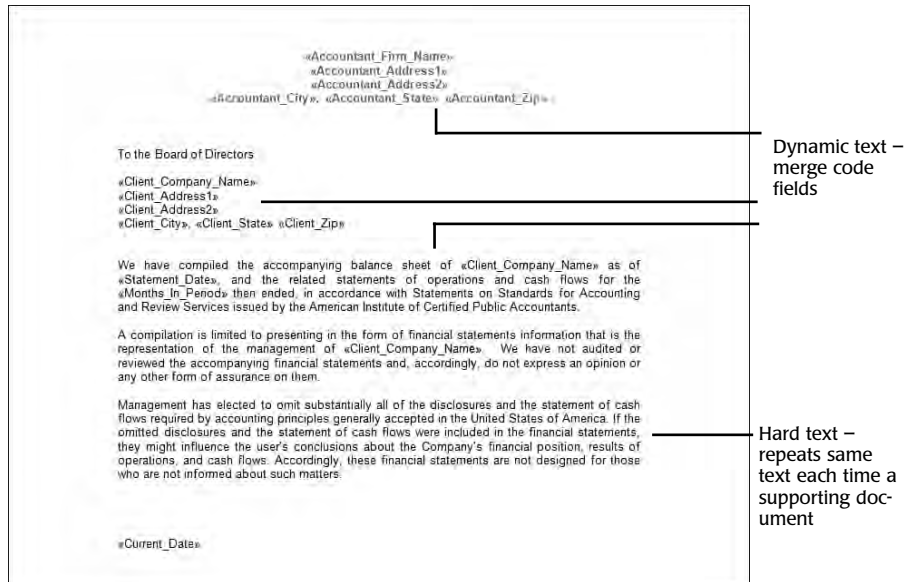 «Accountant_Firm_Name»
«Accountant_Address1»
«Accountant_Address2»
«Accountant_City», «Accountant_State» «Accountant_Zip»
To the Board of Directors
«Client_Company_Name»
«Client_Address1»
«Client_Address2»
«Client_City», «Client_State» «Client_Zip»
We have compiled the accompanying balance sheet of «Client_Company_Name» as of
«Statement_Date», and the related statements of operations and cash flows for the
«Months_In_Period» then ended, in accordance with Statements on Standards for Accounting
and Review Services issued by the American Institute of Certified Public Accountants.
A compilation is limited to presenting in the form of financial statements information that is the
representation of the management of «Client_Company_Name». We have not audited or
reviewed the accompanying financial statements and, accordingly, do not express an opinion or
any other form of assurance on them.
Management has elected to omit substantially all of the disclosures and the statement of cash
flows required by accounting principles generally accepted in the United States of America. If the
omitted disclosures and the statement of cash flows were included in the financial statements,
they might influence the user's conclusions about the Company's financial position, results of
operations, and cash flows. Accordingly, these financial statements are not designed for those
who are not informed about such matters.
«Current_Date»
Dynamic text –
merge code
fields
Hard text –
repeats same
text each time a
supporting doc-
ument